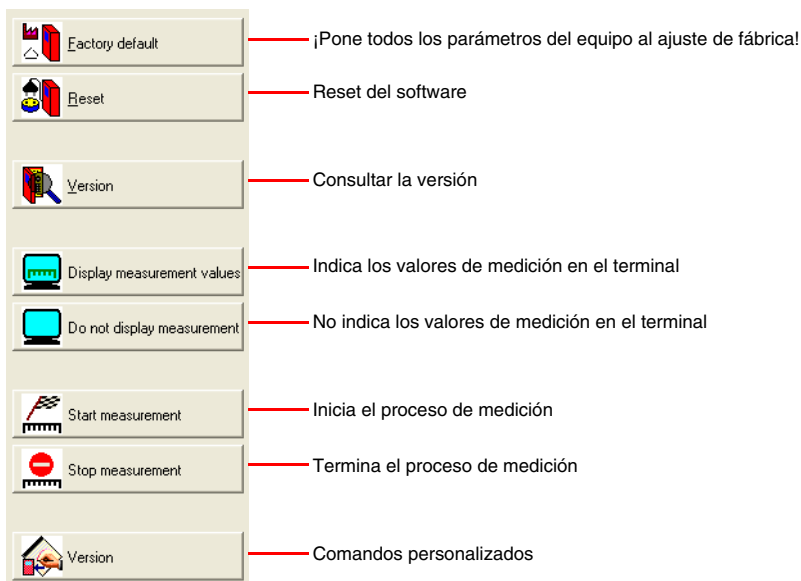 Factory default ¡Pone todos los parámetros del equipo al ajuste de fábrica!
Reset Reset del software
Version Consultar la versión
Display measurement values Indica los valores de medición en el terminal
Do not display measurement No indica los valores de medición en el terminal
Start measurement Inicia el proceso de medición
Stop measurement Termina el proceso de medición
Version Comandos personalizados